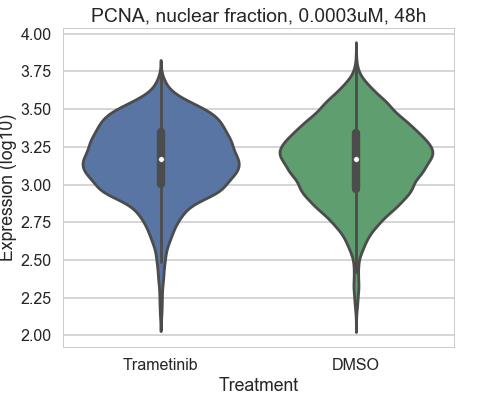 PCNA, nuclear fraction, 0.0003uM, 48h
4.00
3.75
3.50
3.25
3.00
2.75
2.50
2.25
2.00
Expression (log10)
Trametinib DMSO
Treatment